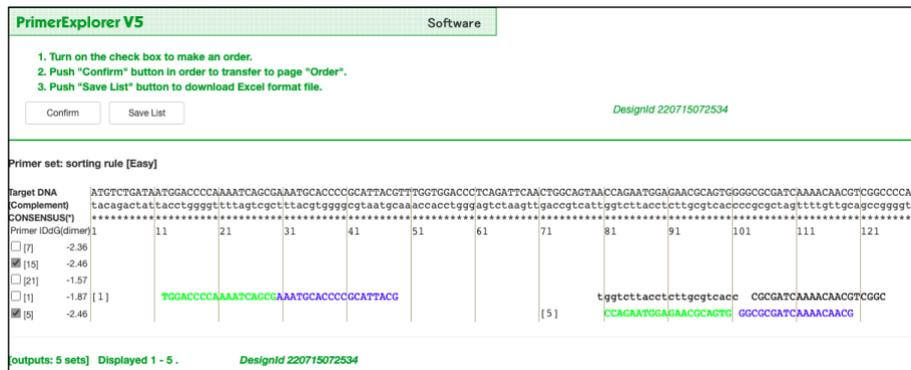 PrimerExplorer V5 Software
1. Turn on the check box to make an order.
2. Push "Confirm" button in order to transfer to page "Order".
3. Push "Save List" button to download Excel format file.
Confirm Save List DesignId 220715072534
Primer set: sorting rule [Easy]
Target DNA ATGTCTGATAATGGACCCCAAAATCAGCGAAATGCACCCCGCATTACGTTTGGTGGACCCTCAGATTCAACTGGCAGTAACCAGAATGGAGAACGCAGTGGGGCGCGATCAAAACAACGTCGGCCCCA
(Complement) tacagactattacctggggttttagtcgctttacgtggggcgtaatgcaaaccacctgggagtctaagttgaccgtcattggtcttacctcttgcgtcaccccgcgctagttttgttgcagccggggt
CONSENSUS(*) ********************************************************************************************************************************
Primer IDdG(dimer)1 11 21 31 41 51 61 71 81 91 101 111 121
[7] -2.36
[15] -2.46
[21] -1.57
[1] -1.87 [1] TGGACCCCAAAATCAGCGAAATGCACCCCGCATTACG tggtcttacctcttgcgtcacc CGCGATCAAAACAACGTCGGC
[5] -2.46 [5] CCAGAATGGAGAACGCAGTG GGCGCGATCAAAACAACG
[outputs: 5 sets] Displayed 1 - 5 . DesignId 220715072534